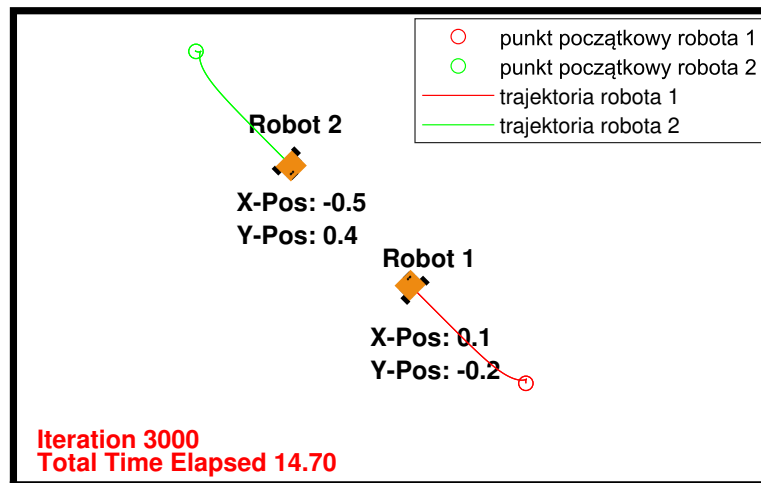 punkt początkowy robota 1
punkt początkowy robota 2
trajektoria robota 1
trajektoria robota 2
Robot 2
X-Pos: -0.5
Y-Pos: 0.4
Robot 1
X-Pos: 0.1
Y-Pos: -0.2
Iteration 3000
Total Time Elapsed 14.70